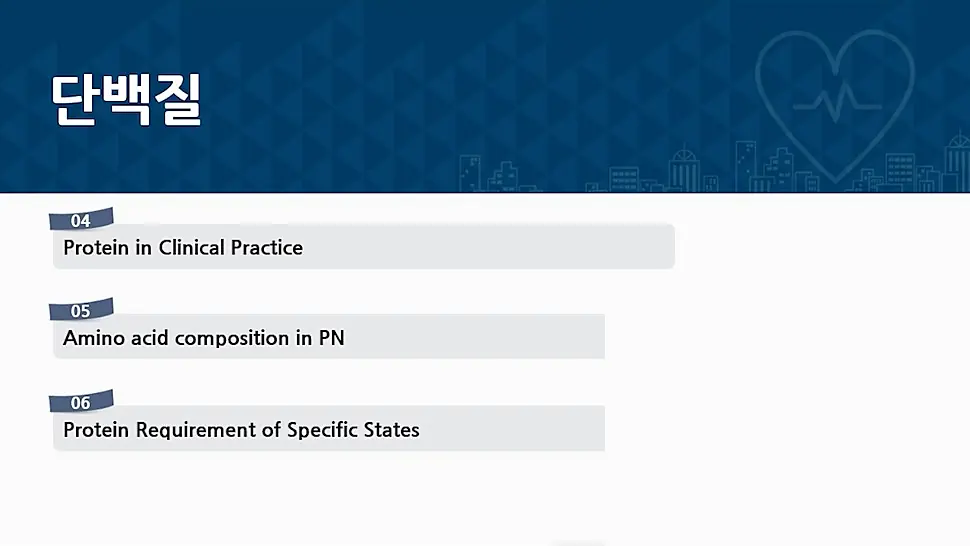 단백질
04
Protein in Clinical Practice
05
Amino acid composition in PN
06
Protein Requirement of Specific States